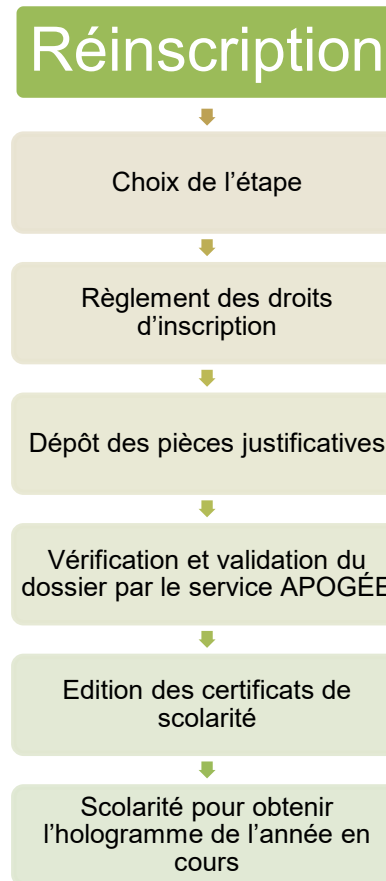 Réinscription
Choix de l’étape
Règlement des droits
d’inscription
Dépôt des pièces justificatives
Vérification et validation du
dossier par le service APOGÉE
Edition des certificats de
scolarité
Scolarité pour obtenir
l’hologramme de l’année en
cours